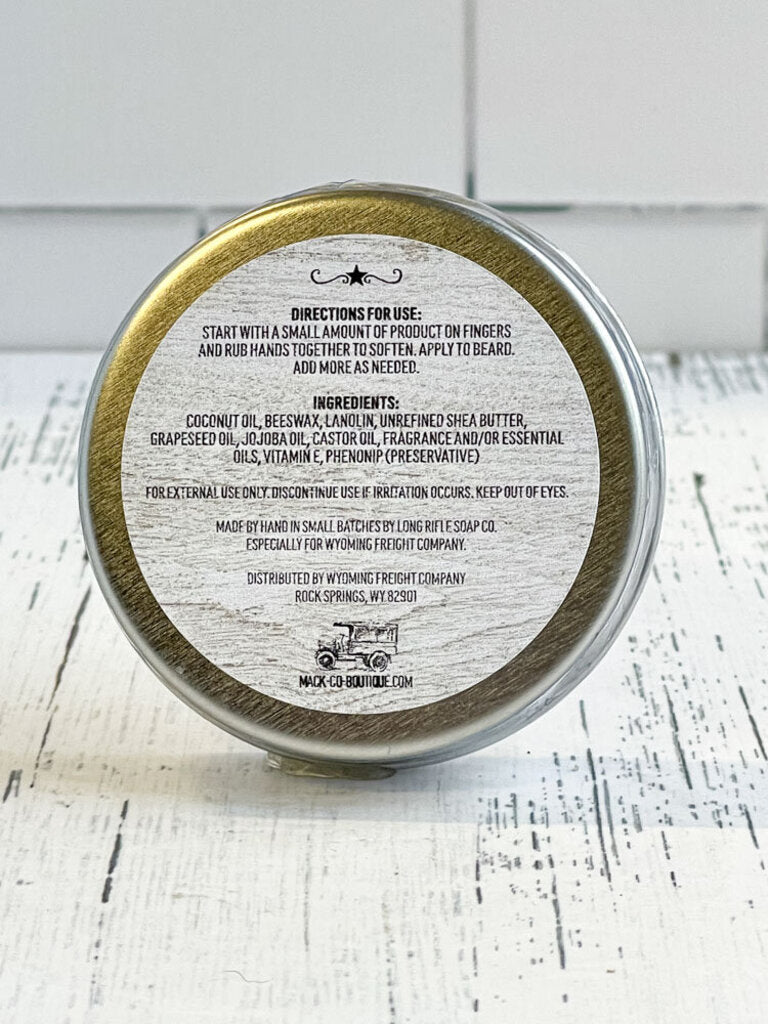 DIRECTIONS FOR USE:
START WITH A SMALL AMOUNT OF PRODUCT ON FINGERS
AND RUB HANDS TOGETHER TO SOFTEN. APPLY TO BEARD.
ADD MORE AS NEEDED.
INGREDIENTS:
COCONUT OIL, BEESWAX, LANOLIN, UNREFINED SHEA BUTTER,
GRAPESEED OIL, JOJOBA OIL, CASTOR OIL, FRAGRANCE AND/OR ESSENTIAL
OILS, VITAMIN E, PHENONIP (PRESERVATIVE)
FOR EXTERNAL USE ONLY. DISCONTINUE USE IF IRRITATION OCCURS. KEEP OUT OF EYES.
MADE BY HAND IN SMALL BATCHES BY LONG RIFLE SOAP CO.
ESPECIALLY FOR WYOMING FREIGHT COMPANY.
DISTRIBUTED BY WYOMING FREIGHT COMPANY
ROCK SPRINGS, WY 82901
MACK-CO-BOUTIQUE.COM